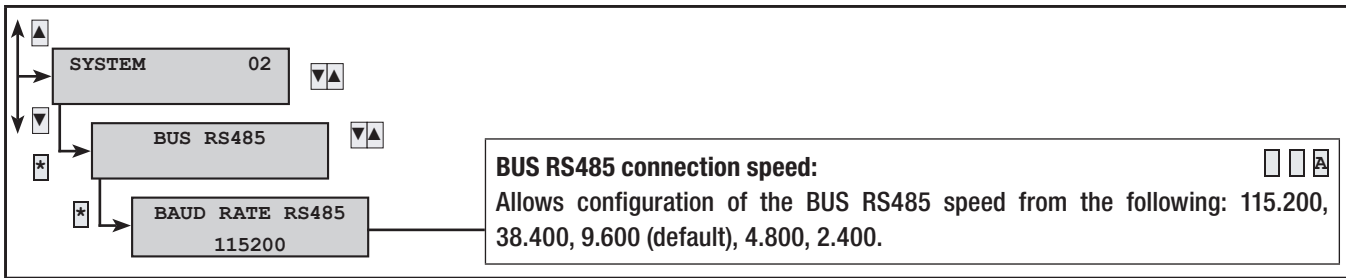 ▲
SYSTEM 02
▼▲
▼
BUS RS485
▼▲
*
*
BAUD RATE RS485
115200
BUS RS485 connection speed:
A
Allows configuration of the BUS RS485 speed from the following: 115.200,
38.400, 9.600 (default), 4.800, 2.400.